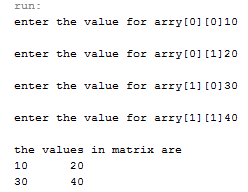 run:
enter the value for arry[0][0]10
enter the value for arry[0][1]20
enter the value for arry[1][0]30
enter the value for arry[1][1]40
the values in matrix are
10 20
30 40